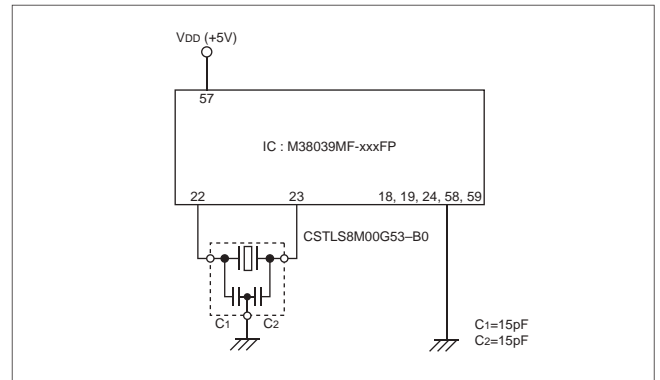 VDD (+5V)
57
IC : M38039MF-xxxFP
22
23
18, 19, 24, 58, 59
CSTLS8M00G53–B0
C1
C2
C1=15pF
C2=15pF